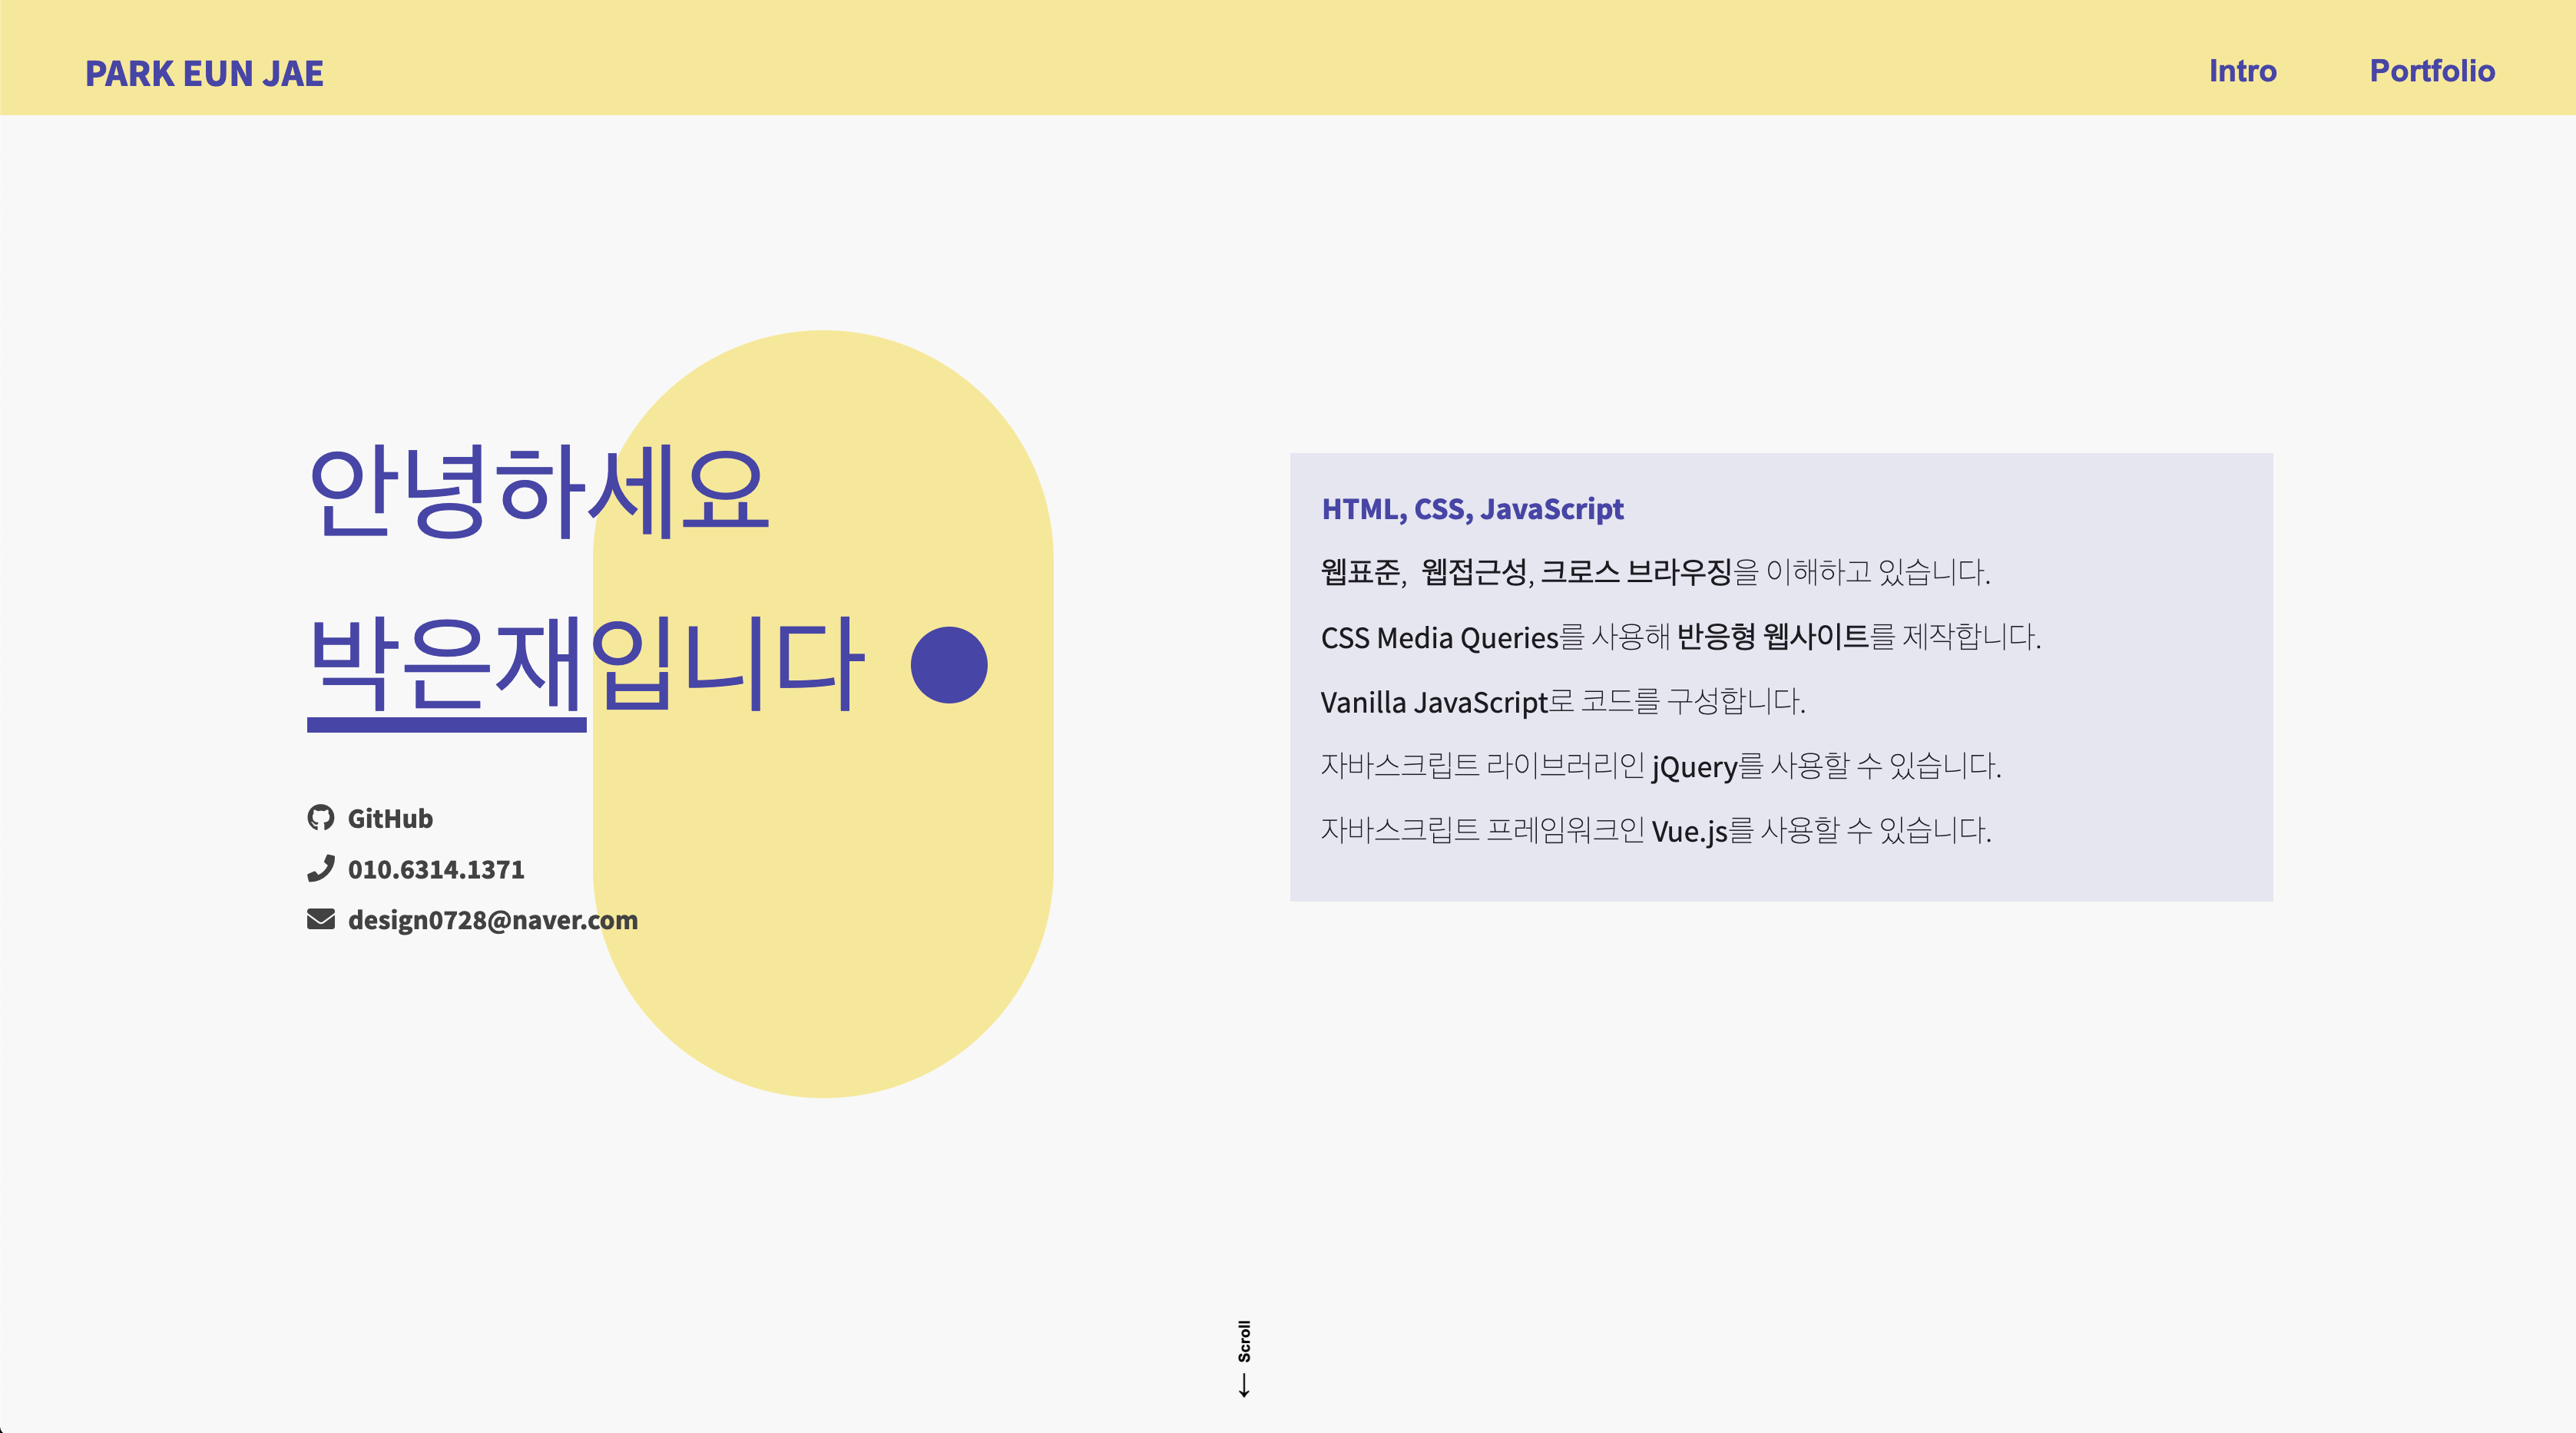 PARK EUN JAE
Intro
Portfolio
안녕하세요
박은재입니다
GitHub
010.6314.1371
design0728@naver.com
HTML, CSS, JavaScript
웹표준, 웹접근성, 크로스 브라우징을 이해하고 있습니다.
CSS Media Queries를 사용해 반응형 웹사이트를 제작합니다.
Vanilla JavaScript로 코드를 구성합니다.
자바스크립트 라이브러리인 jQuery를 사용할 수 있습니다.
자바스크립트 프레임워크인 Vue.js를 사용할 수 있습니다.
← Scroll